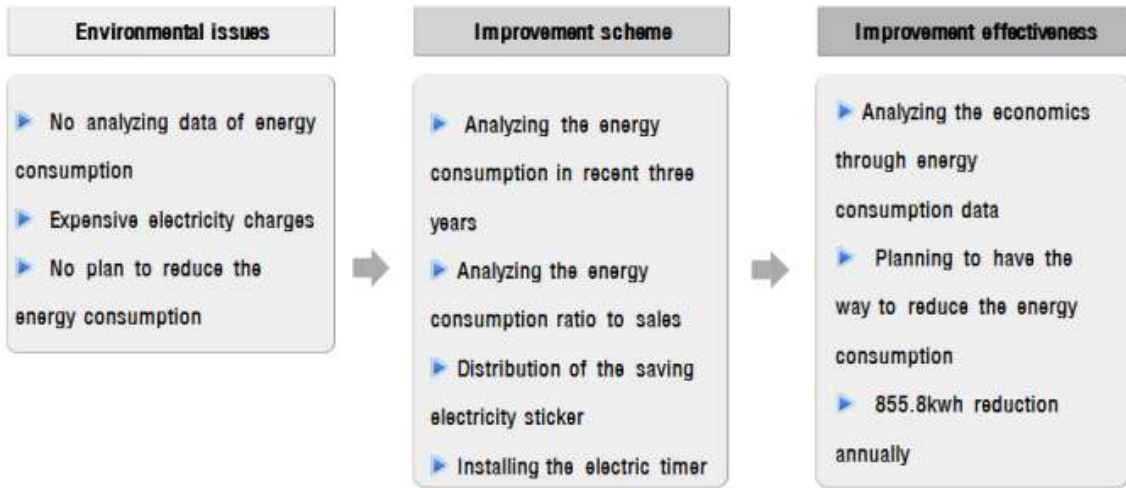 Environmental issues
No analyzing data of energy
consumption
Expensive electricity charges
No plan to reduce the
energy consumption
Improvement scheme
Analyzing the energy
consumption in recent three
years
Analyzing the energy
consumption ratio to sales
Distribution of the saving
electricity sticker
Installing the electric timer
Improvement effectiveness
Analyzing the economics
through energy
consumption data
Planning to have the
way to reduce the energy
consumption
855.8kwh reduction
annually